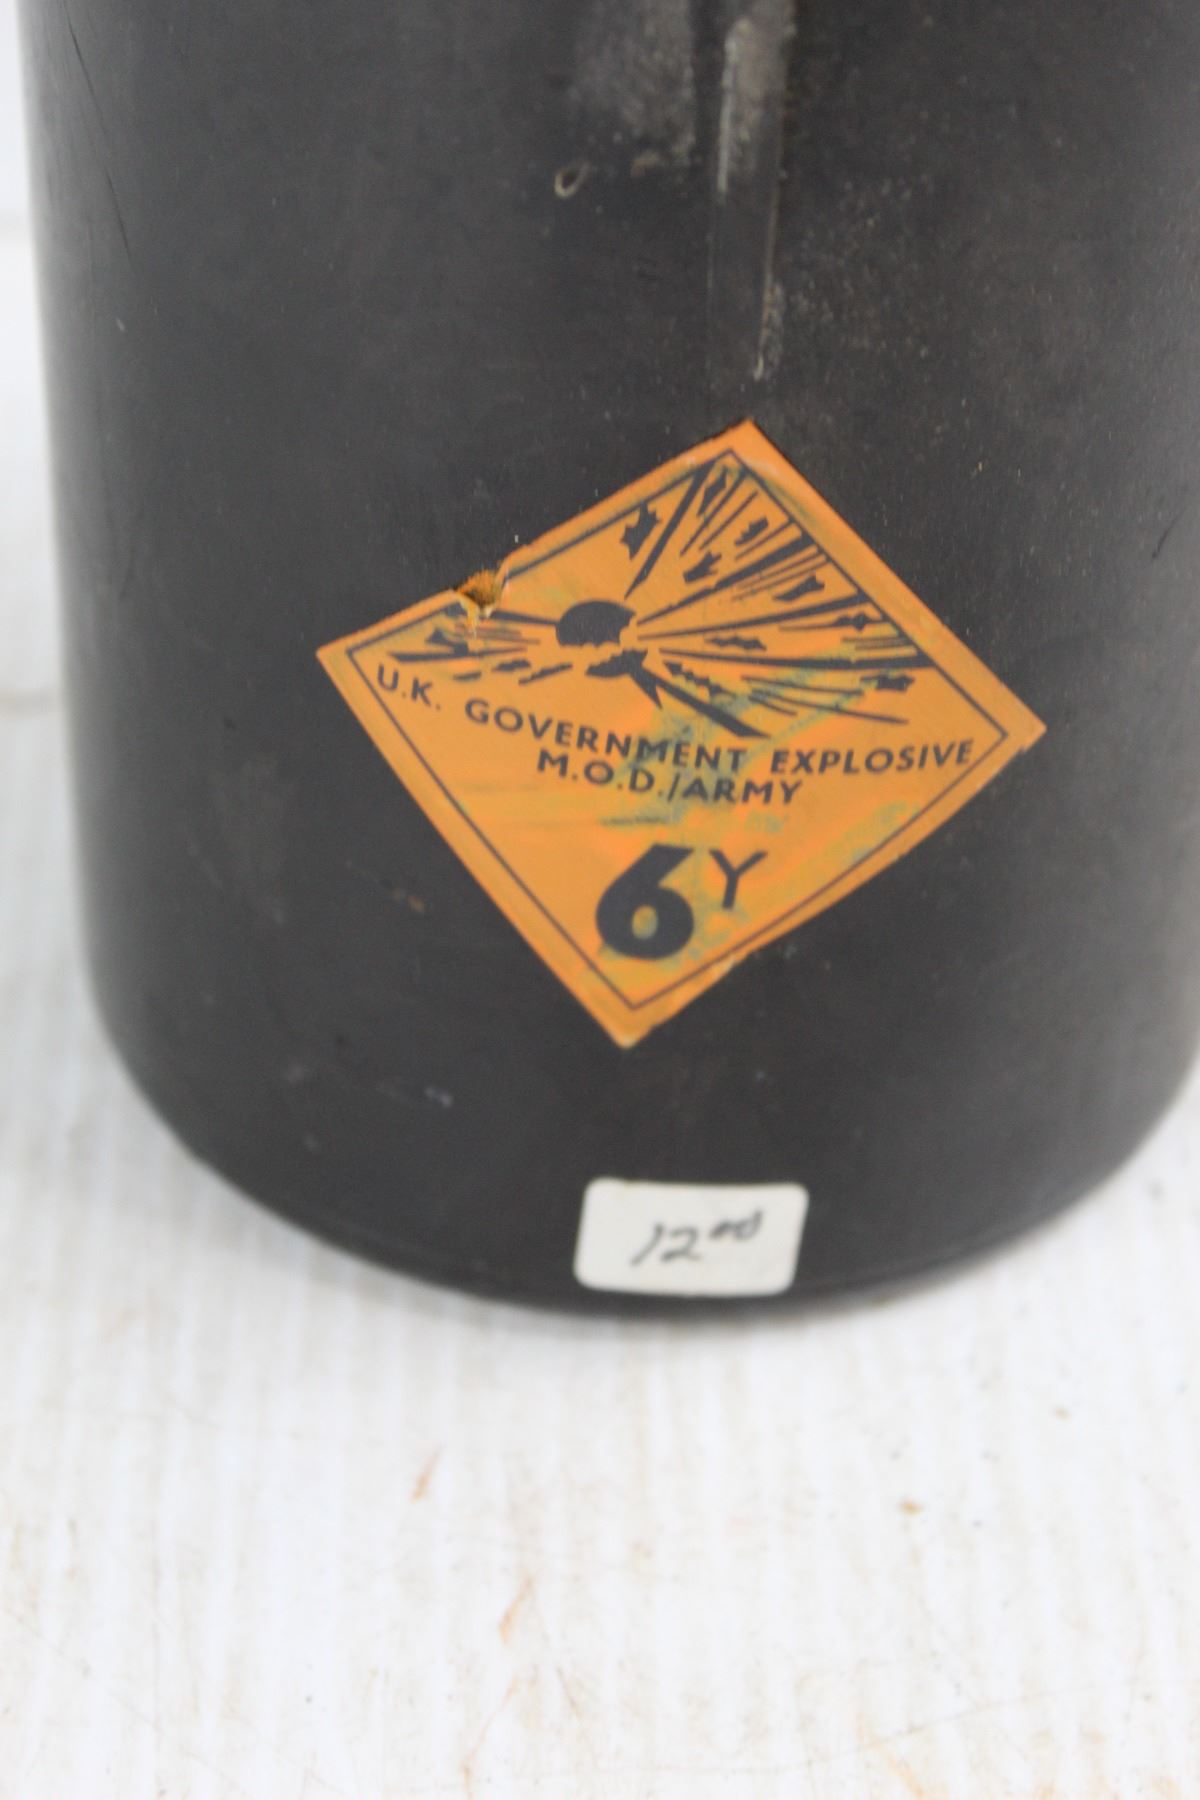 U.K. GOVERNMENT EXPLOSIVE
M.O.D./ARMY
6Y
12.00